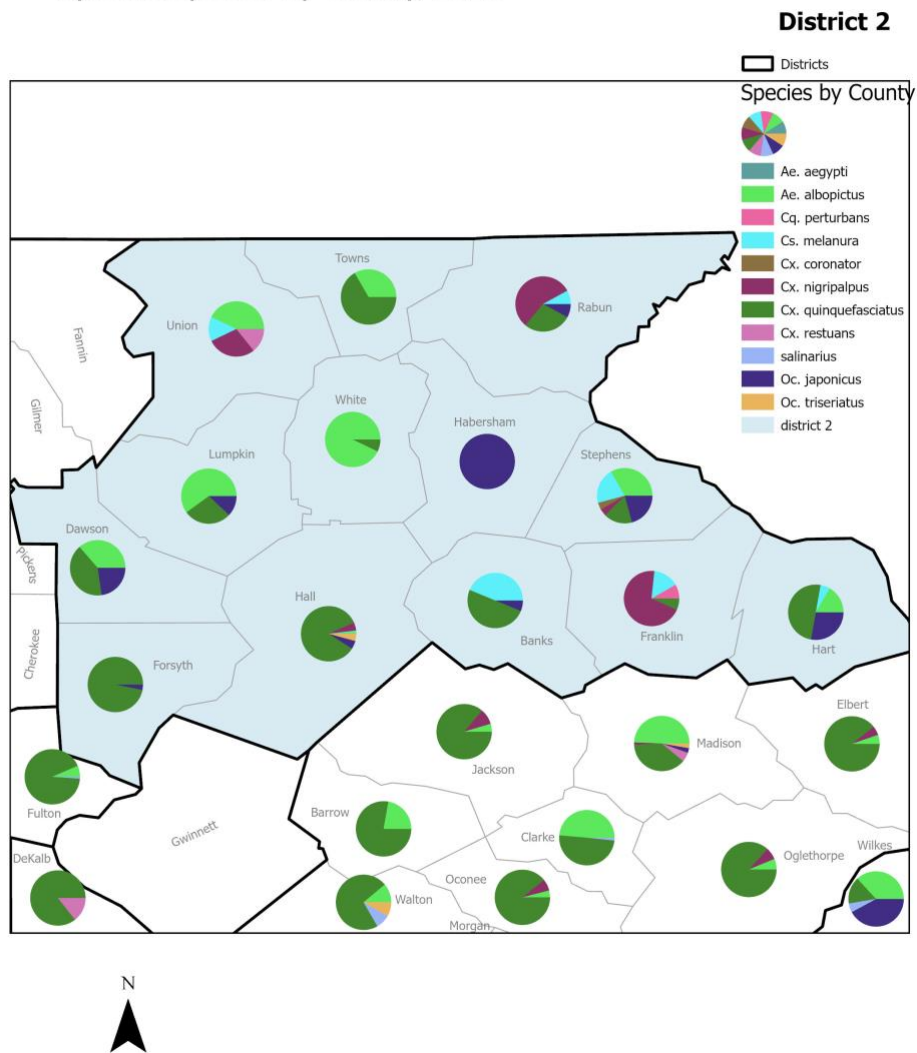 District 2
Districts
Species by County
Ae. aegypti
Ae. albopictus
Cq. perturbans
Cs. melanura
Cx. coronator
Cx. nigripalpus
Cx. quinquefasciatus
Cx. restuans
salinarius
Oc. japonicus
Oc. triseriatus
district 2
Towns
Rabun
Union
Fannin
Gilmer
White
Habersham
Lumpkin
Stephens
Dawson
Pickens
Hall
Banks
Franklin
Hart
Cherokee
Forsyth
Elbert
Madison
Jackson
Fulton
Barrow
Gwinnett
Clarke
Oglethorpe
Wilkes
DeKalb
Oconee
Walton
Morgan
N